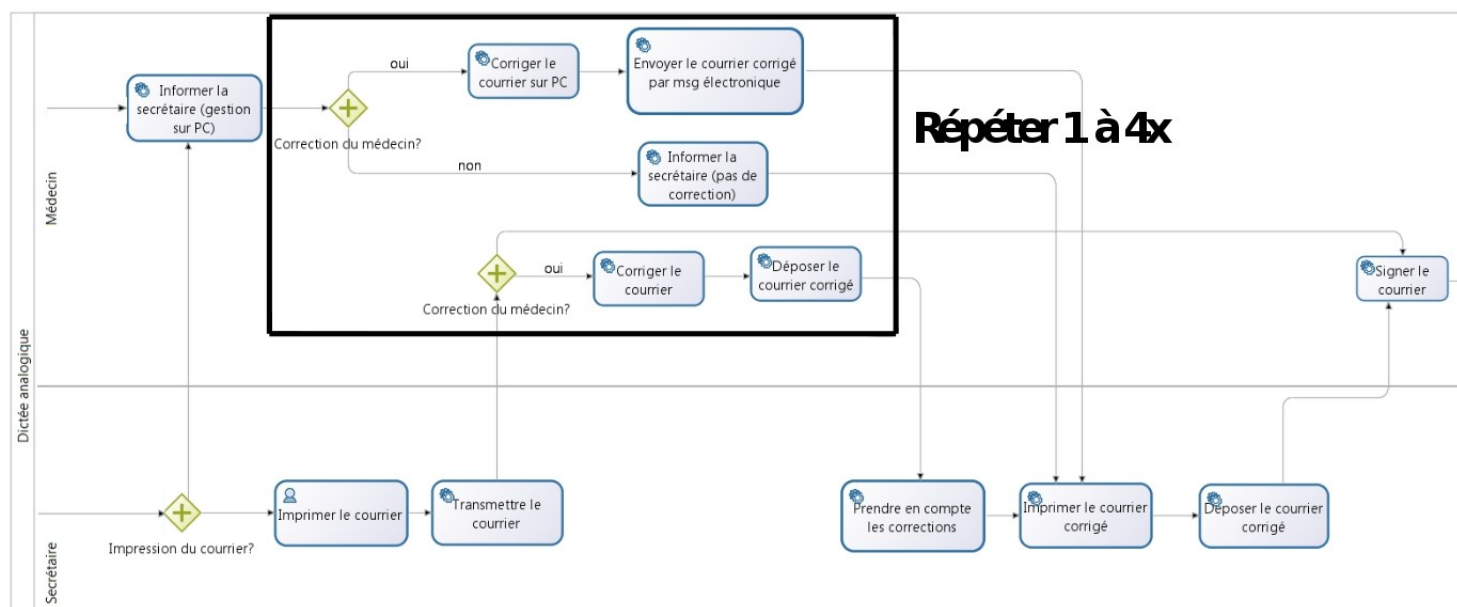 Dictée analogique
Médecin
Informer la
secrétaire (gestion
sur PC)
oui
Corriger le
courrier sur PC
Envoyer le courrier corrigé
par msg électronique
Correction du médecin?
non
Informer la
secrétaire (pas de
correction)
Répéter 1 à 4x
oui
Corriger le
courrier
Déposer le
courrier corrigé
Correction du médecin?
Signer le
courrier
Secrétaire
Impression du courrier?
Imprimer le courrier
Transmettre le
courrier
Prendre en compte
les corrections
Imprimer le courrier
corrigé
Déposer le courrier
corrigé